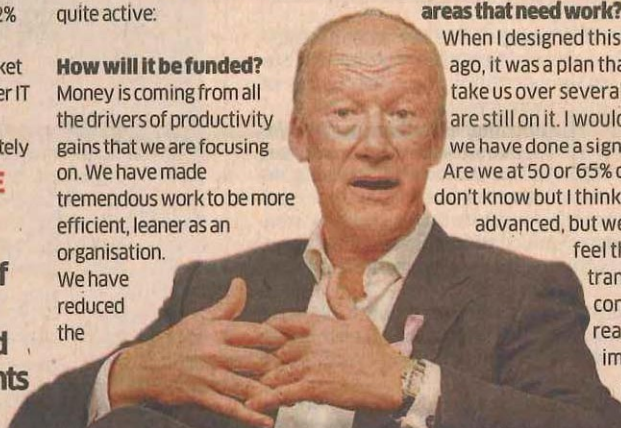 2%
ket
er IT
tely
E
f
d
nts
quite active:
How will it be funded?
Money is coming from all
the drivers of productivity
gains that we are focusing
on. We have made
tremendous work to be more
efficient, leaner as an
organisation.
We have
reduced
the
areas that need work?
When I designed this
ago, it was a plan tha
take us over severa
are still on it. I would
we have done a sign
Are we at 50 or 65% o
don't know but I think
advanced, but we
feel th
tran
cor
rea
im